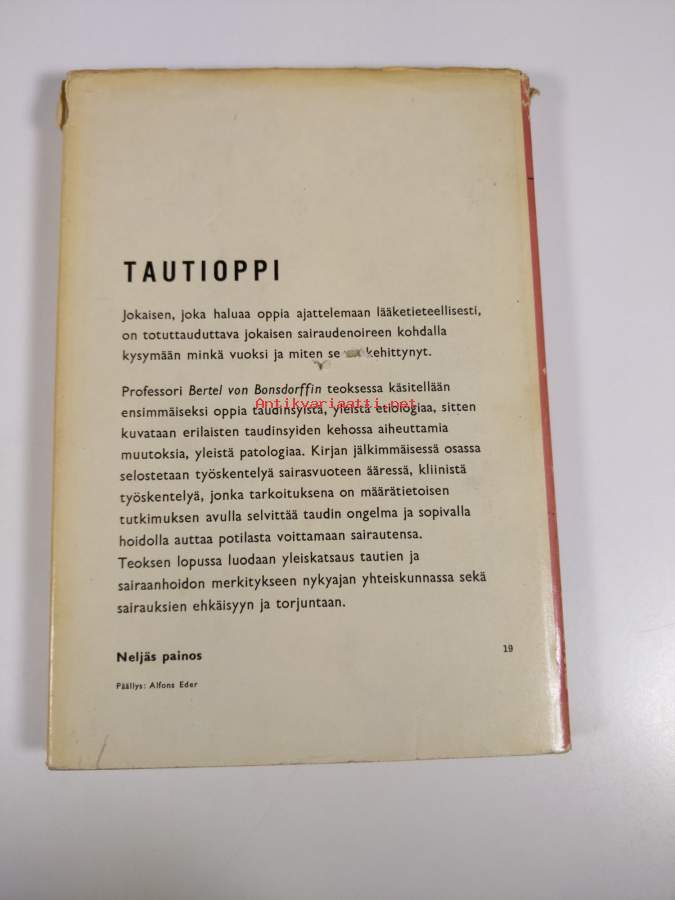 TAUTIOPPI
Jokaisen, joka haluaa oppia ajattelemaan lääketieteellisesti,
on totuttauduttava jokaisen sairaudenoireen kohdalla
kysymään minkä vuoksi ja miten se kehittynyt.
Professori Bertel von Bonsdorffin teoksessa käsitellään
ensimmäiseksi oppia taudinsyistä, yleistä etiologiaa, sitten
Antikvariaatti.net
kuvataan erilaisten taudinsyiden kehossa aiheuttamia
muutoksia, yleistä patologiaa. Kirjan jälkimmäisessä osassa
selostetaan työskentelyä sairasvuoteen ääressä, kliinistä
työskentelyä, jonka tarkoituksena on määrätietoisen
tutkimuksen avulla selvittää taudin ongelma ja sopivalla
hoidolla auttaa potilasta voittamaan sairautensa.
Teoksen lopussa luodaan yleiskatsaus tautien ja
sairaanhoidon merkitykseen nykyajan yhteiskunnassa sekä
sairauksien ehkäisyyn ja torjuntaan.
Neljäs painos
19
Päällys: Alfons Eder